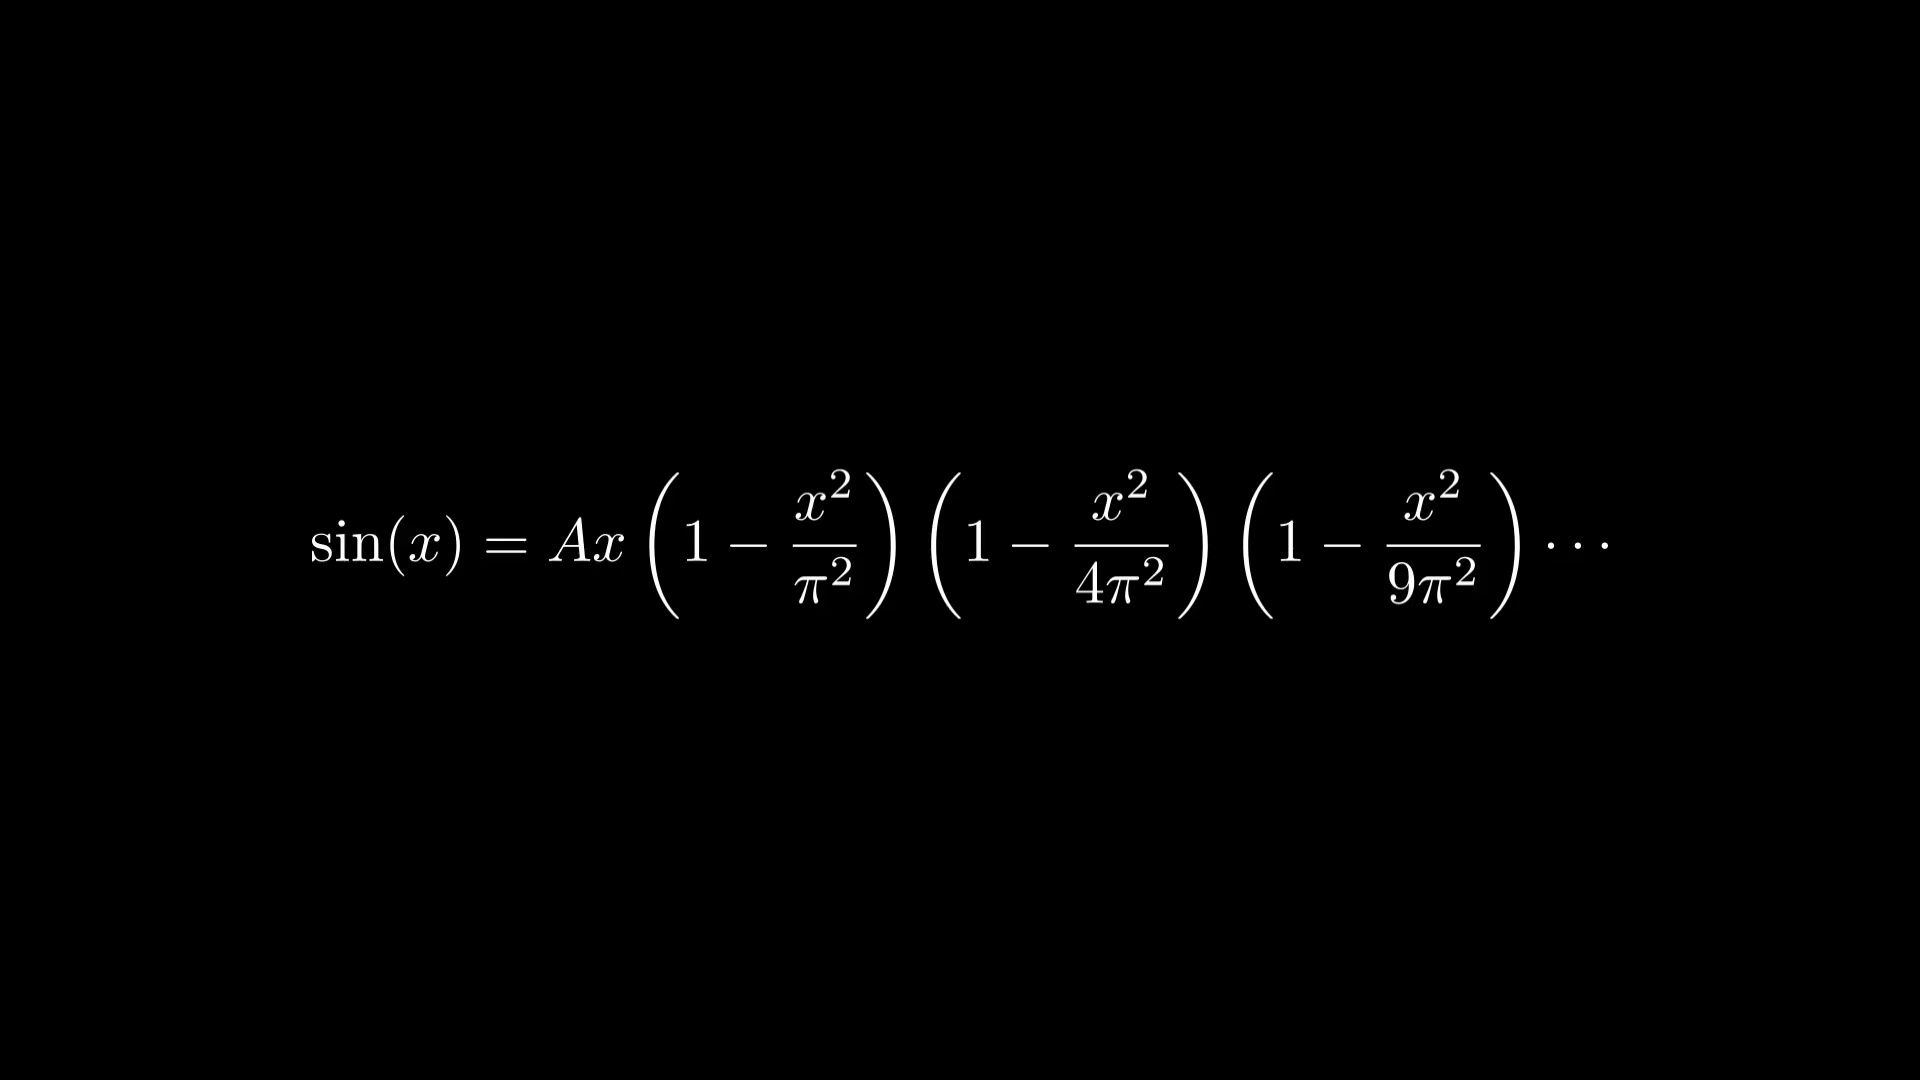 sin(x) = Ax (1 − x²/π²) (1 − x²/4π²) (1 − x²/9π²) ⋯